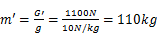 m′ = G′/g = 1100N/10N/kg = 110kg